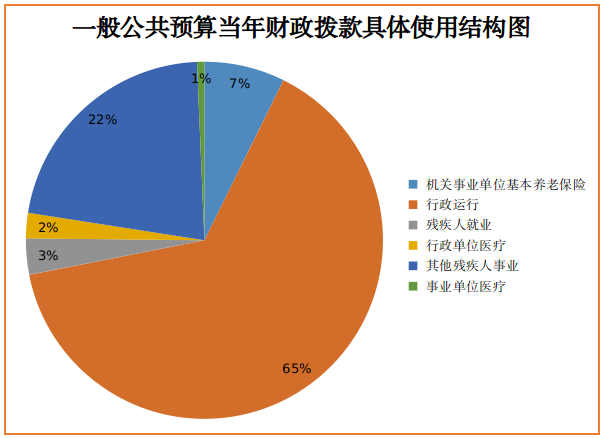 一般公共预算当年财政拨款具体使用结构图
1%
7%
22%
2%
3%
65%
机关事业单位基本养老保险
行政运行
残疾人就业
行政单位医疗
其他残疾人事业
事业单位医疗